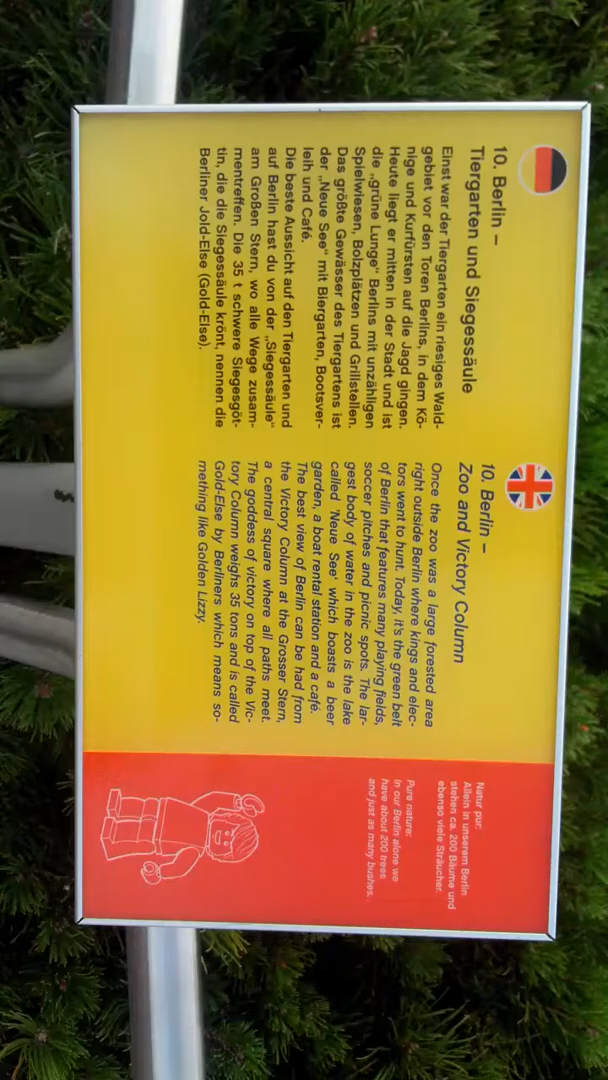 10. Berlin –
Tiergarten und Siegessäule
Einst war der Tiergarten ein riesiges Wald-
gebiet vor den Toren Berlins, in dem Kö-
nige und Kurfürsten auf die Jagd gingen.
Heute liegt er mitten in der Stadt und ist
die „grüne Lunge“ Berlins mit unzähligen
Spielwiesen, Bolzplätzen und Grillstellen.
Das größte Gewässer des Tiergartens ist
der „Neue See“ mit Biergarten, Bootsver-
leih und Café.
Die beste Aussicht auf den Tiergarten und
auf Berlin hast du von der „Siegessäule“
am Großen Stern, wo alle Wege zusam-
mentreffen. Die 35 t schwere Siegesgöt-
tin, die die Siegessäule krönt, nennen die
Berliner Jold-Else (Gold-Else).
10. Berlin –
Zoo and Victory Column
Once the zoo was a large forested area
right outside Berlin where kings and elec-
tors went to hunt. Today, it's the green belt
of Berlin that features many playing fields,
soccer pitches and picnic spots. The lar-
gest body of water in the zoo is the lake
called 'Neue See' which boasts a beer
garden, a boat rental station and a café.
The best view of Berlin can be had from
the Victory Column at the Grosser Stern,
a central square where all paths meet.
The goddess of victory on top of the Vic-
tory Column weighs 35 tons and is called
Gold-Else by Berliners which means so-
mething like Golden Lizzy.
Natur pur:
Allein in unserem Berlin
stehen ca. 200 Bäume und
ebenso viele Sträucher.
Pure nature:
In our Berlin alone we
have about 200 trees
and just as many bushes.